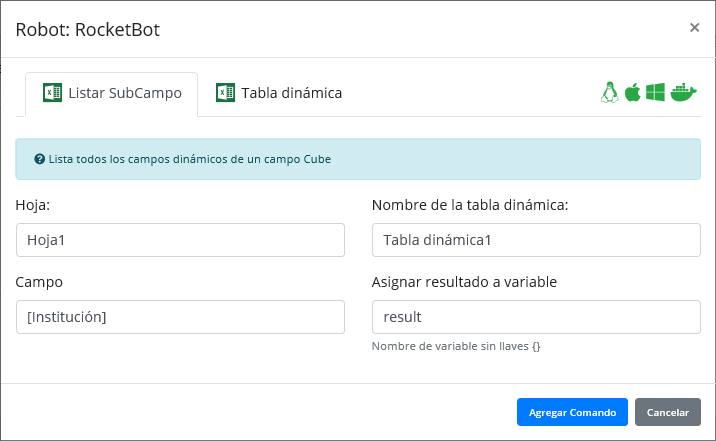 Robot: RocketBot
×
Listar SubCampo
Tabla dinámica
Lista todos los campos dinámicos de un campo Cube
Hoja:
Nombre de la tabla dinámica:
Hoja1
Tabla dinámica1
Campo
Asignar resultado a variable
[Institución]
result
Nombre de variable sin llaves {}
Agregar Comando
Cancelar